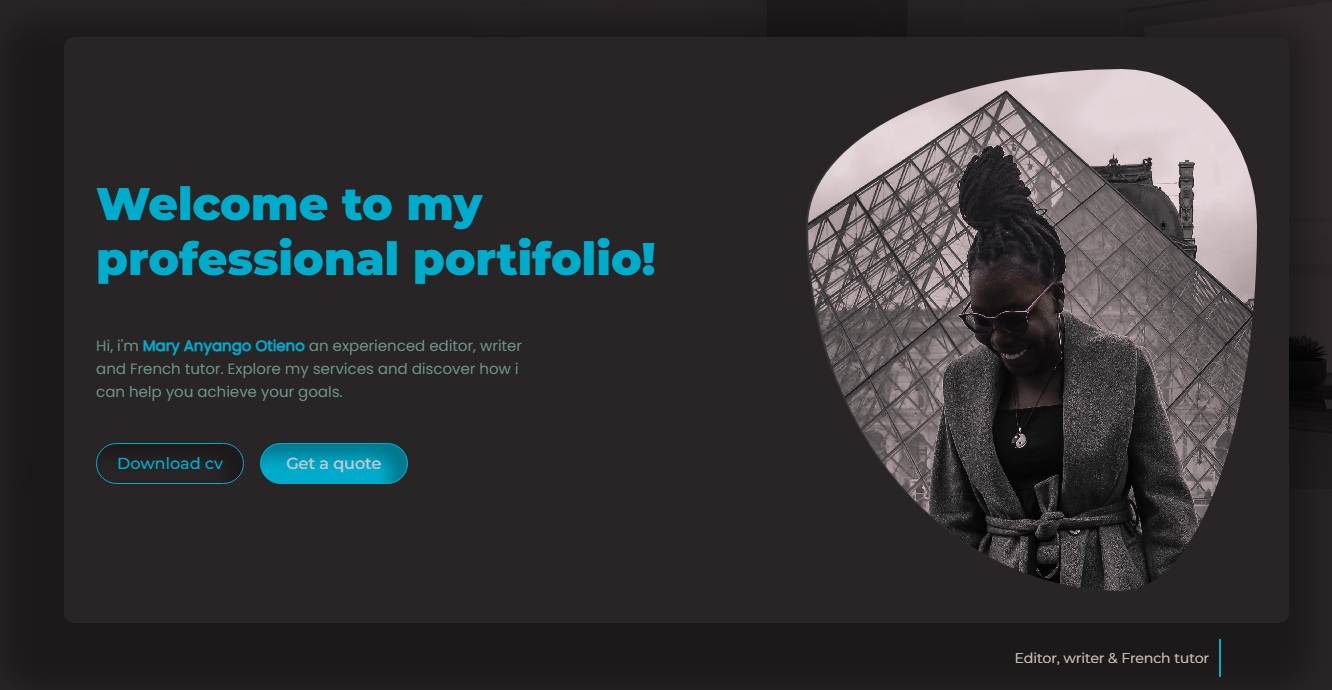 Welcome to my
professional portifolio!
Hi, i'm Mary Anyango Otieno an experienced editor, writer
and French tutor. Explore my services and discover how i
can help you achieve your goals.
Download cv
Get a quote
Editor, writer & French tutor